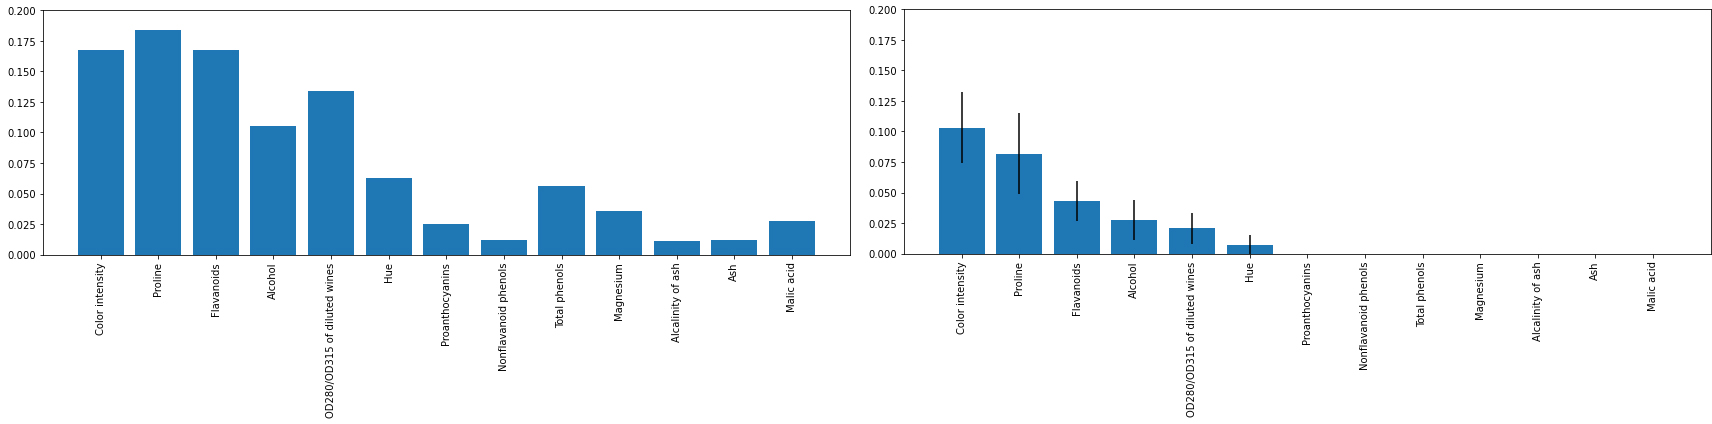 0.200
0.175
0.150
0.125
0.100
0.075
0.050
0.025
0.000
Color intensity
Proline
Flavanoids
Alcohol
OD280/OD315 of diluted wines
Hue
Proanthocyanins
Nonflavanoid phenols
Total phenols
Magnesium
Alcalinity of ash
Ash
Malic acid
0.200
0.175
0.150
0.125
0.100
0.075
0.050
0.025
0.000
Color intensity
Proline
Flavanoids
Alcohol
OD280/OD315 of diluted wines
Hue
Proanthocyanins
Nonflavanoid phenols
Total phenols
Magnesium
Alcalinity of ash
Ash
Malic acid